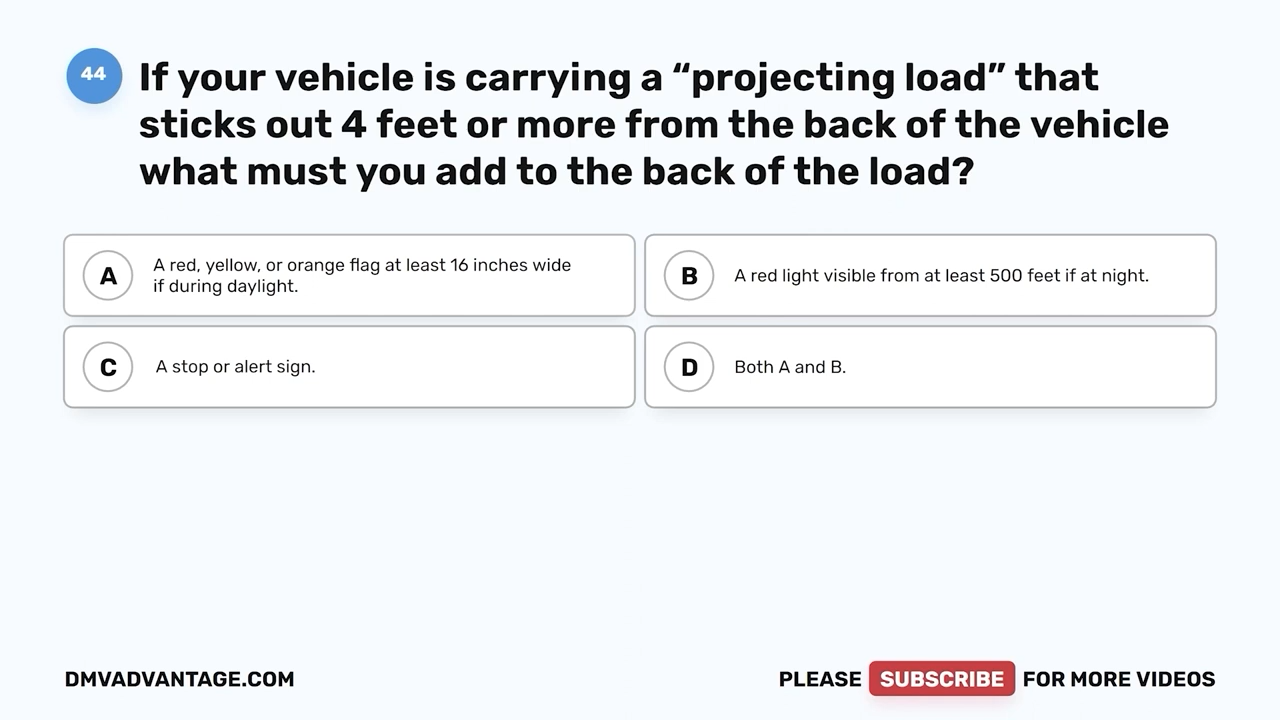 44
If your vehicle is carrying a “projecting load” that
sticks out 4 feet or more from the back of the vehicle
what must you add to the back of the load?
A
A red, yellow, or orange flag at least 16 inches wide
if during daylight.
B
A red light visible from at least 500 feet if at night.
C
A stop or alert sign.
D
Both A and B.
DMVADVANTAGE.COM
PLEASE SUBSCRIBE FOR MORE VIDEOS